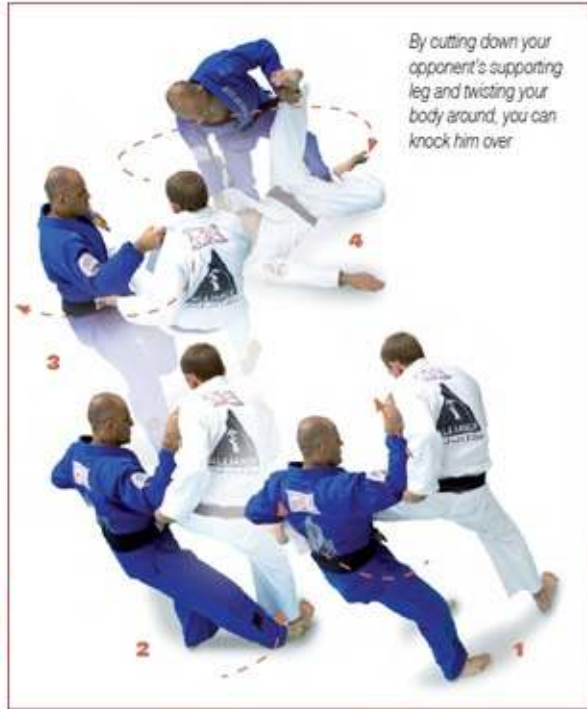 By cutting down your
opponent's supporting
leg and twisting your
body around, you can
knock him over
4
3
2
1